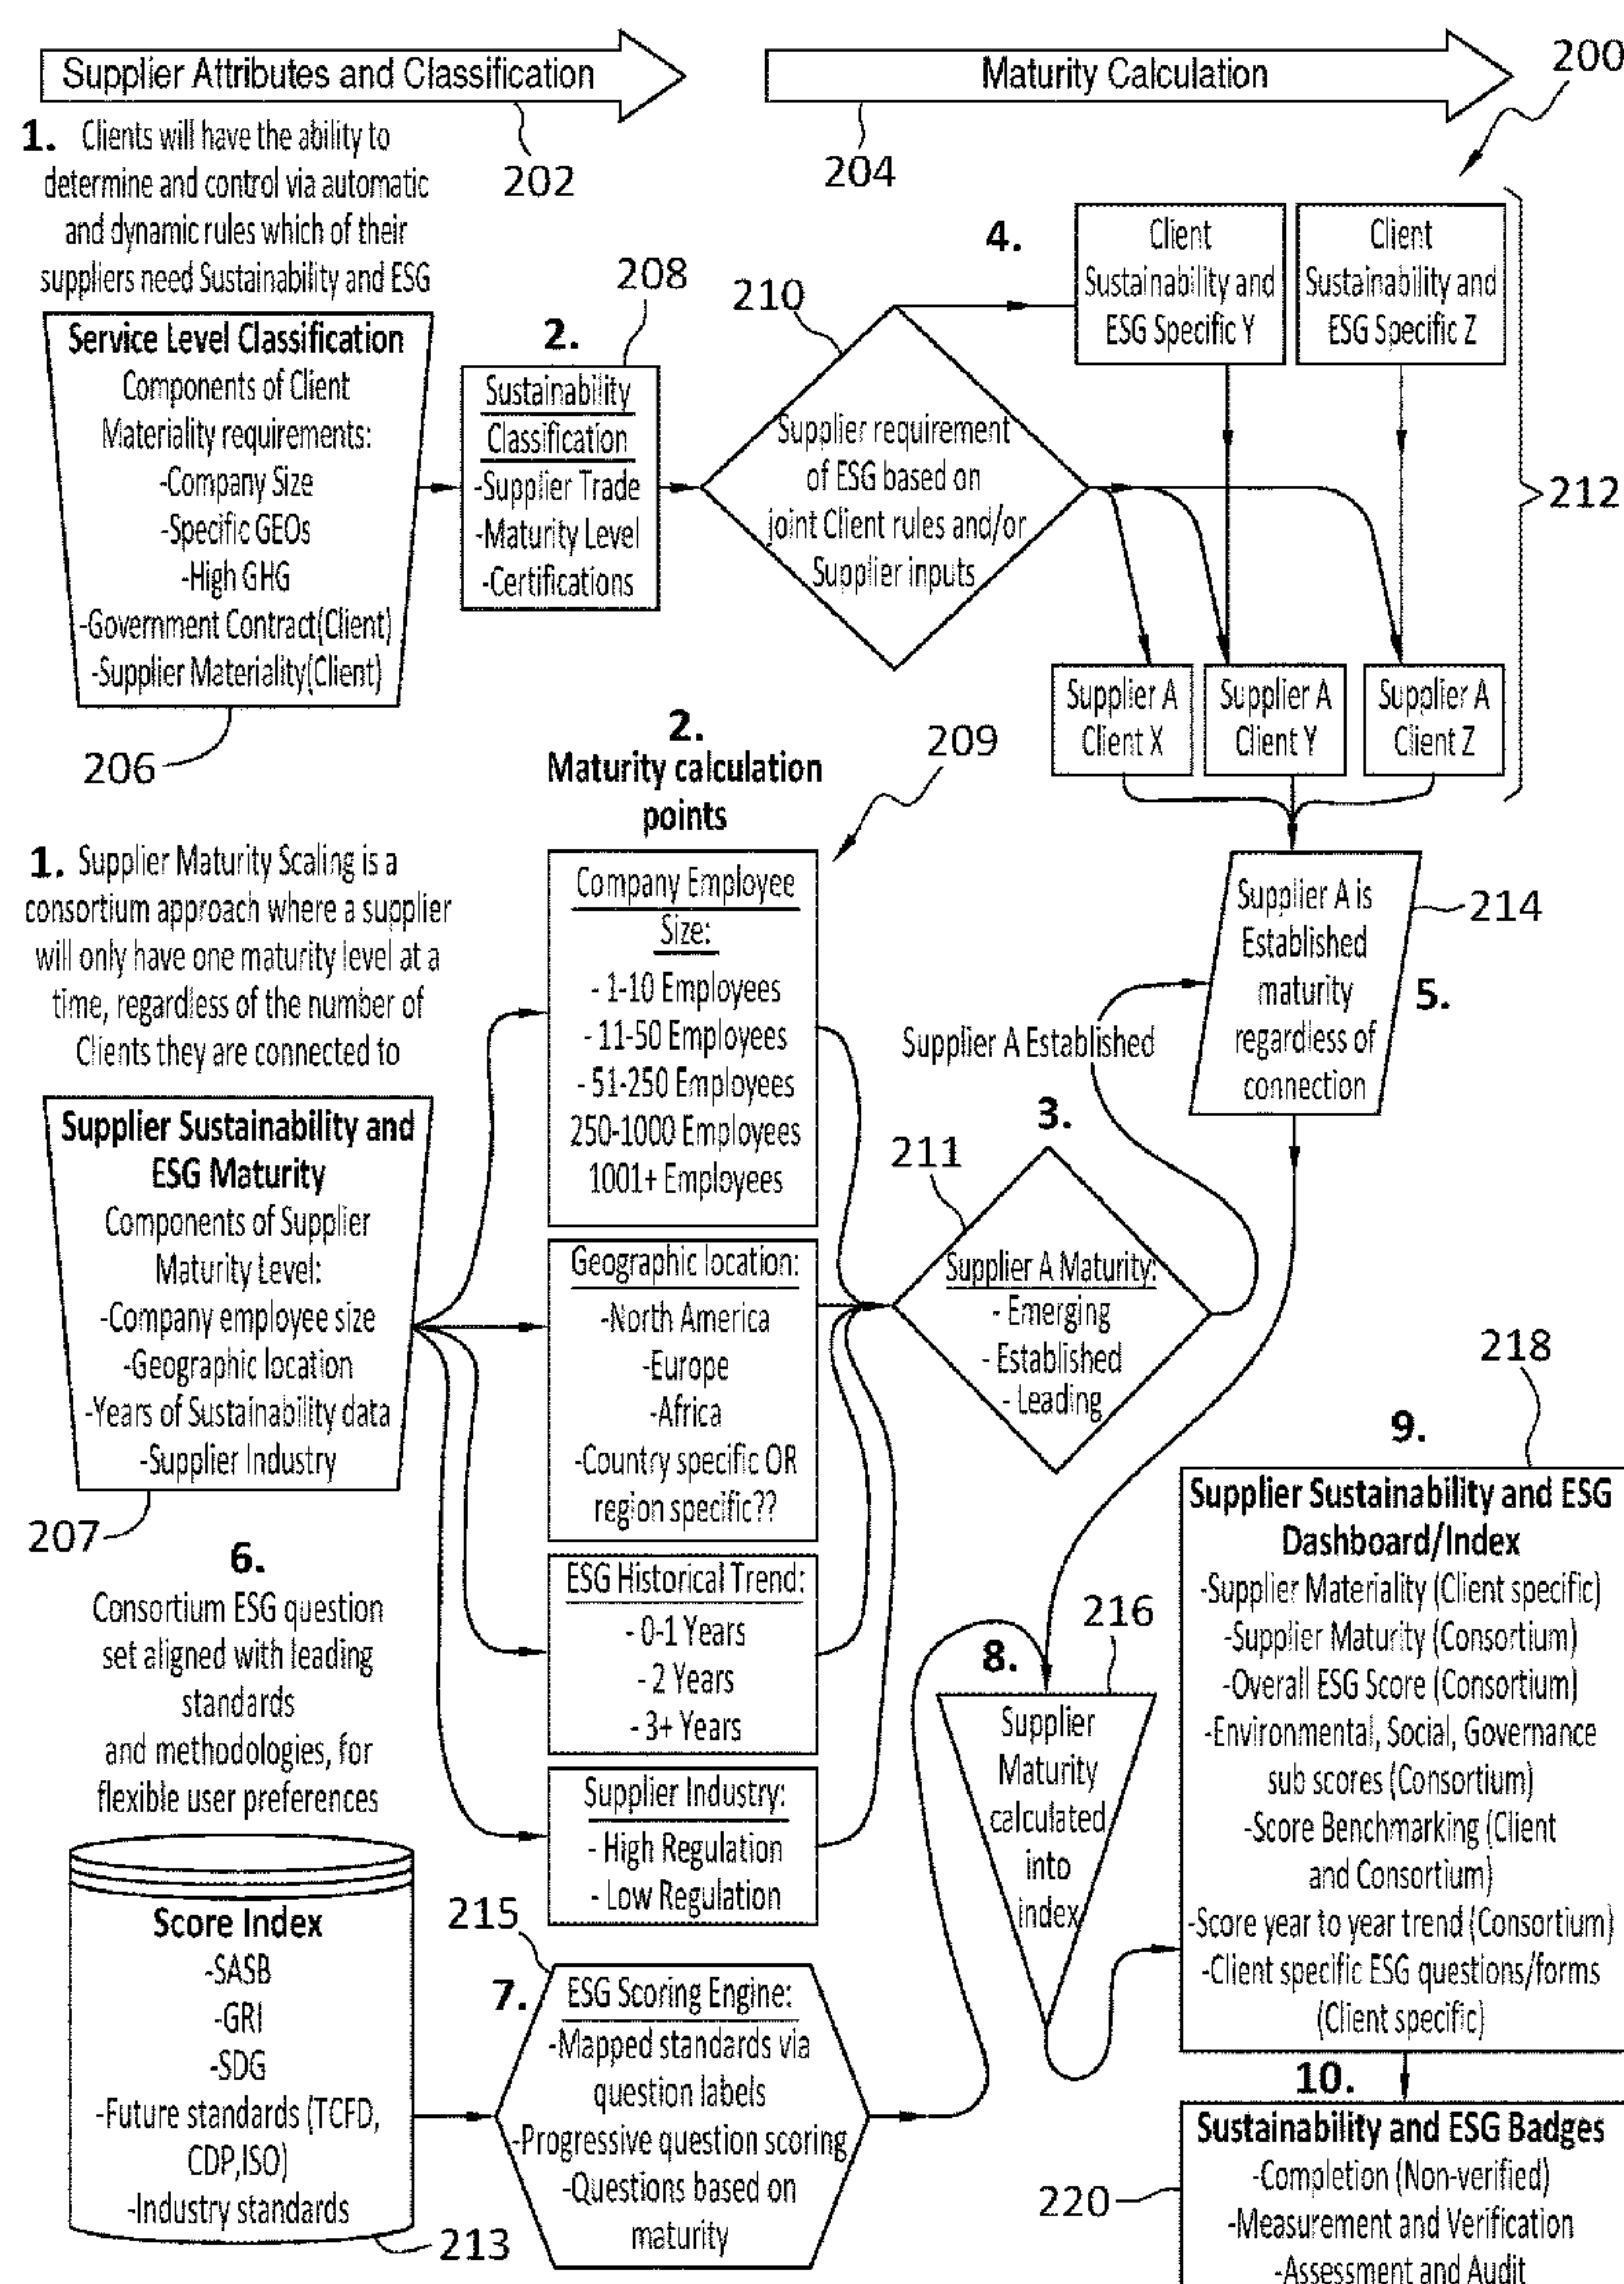 Supplier Attributes and Classification
Maturity Calculation
200
202
204
1. Clients will have the ability to
determine and control via automatic
and dynamic rules which of their
suppliers need Sustainability and ESG
Service Level Classification
Components of Client
Materiality requirements:
-Company Size
-Specific GEOs
-High GHG
-Government Contract(Client)
-Supplier Materiality(Client)
206
2.
208
Sustainability
Classification
-Supplier Trade
-Maturity Level
-Certifications
210
Supplier requirement
of ESG based on
joint Client rules and/or
Supplier inputs
4.
Client
Sustainability and
ESG Specific Y
Client
Sustainability and
ESG Specific Z
212
Supplier A
Client X
Supplier A
Client Y
Supplier A
Client Z
1. Supplier Maturity Scaling is a
consortium approach where a supplier
will only have one maturity level at a
time, regardless of the number of
Clients they are connected to
Supplier Sustainability and
ESG Maturity
Components of Supplier
Maturity Level:
-Company employee size
-Geographic location
-Years of Sustainability data
-Supplier Industry
207
2.
Maturity calculation
points
209
Company Employee
Size:
- 1-10 Employees
- 11-50 Employees
- 51-250 Employees
250-1000 Employees
1001+ Employees
Geographic location:
-North America
-Europe
-Africa
-Country specific OR
region specific??
ESG Historical Trend:
- 0-1 Years
- 2 Years
- 3+ Years
Supplier Industry:
- High Regulation
- Low Regulation
3.
211
Supplier A Maturity:
- Emerging
- Established
- Leading
Supplier A Established
Supplier A is
Established
maturity
regardless of
connection
214
5.
6.
Consortium ESG question
set aligned with leading
standards
and methodologies, for
flexible user preferences
Score Index
-SASB
-GRI
-SDG
-Future standards (TCFD,
CDP,ISO)
-Industry standards
213
215
7.
ESG Scoring Engine:
-Mapped standards via
question labels
-Progressive question scoring
-Questions based on
maturity
8.
216
Supplier
Maturity
calculated
into
index
9.
218
Supplier Sustainability and ESG
Dashboard/Index
-Supplier Materiality (Client specific)
-Supplier Maturity (Consortium)
-Overall ESG Score (Consortium)
-Environmental, Social, Governance
sub scores (Consortium)
-Score Benchmarking (Client
and Consortium)
-Score year to year trend (Consortium)
-Client specific ESG questions/forms
(Client specific)
10.
Sustainability and ESG Badges
-Completion (Non-verified)
-Measurement and Verification
-Assessment and Audit
220